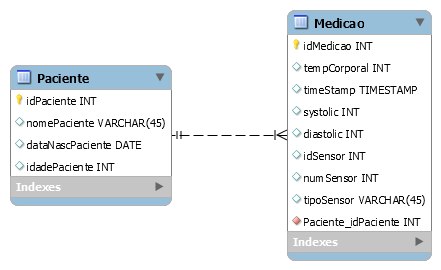 Paciente
idPaciente INT
nomePaciente VARCHAR(45)
dataNascPaciente DATE
idadePaciente INT
Indexes
Medicao
idMedicao INT
tempCorporal INT
timeStamp TIMESTAMP
systolic INT
diastolic INT
idSensor INT
numSensor INT
tipoSensor VARCHAR(45)
Paciente_idPaciente INT
Indexes